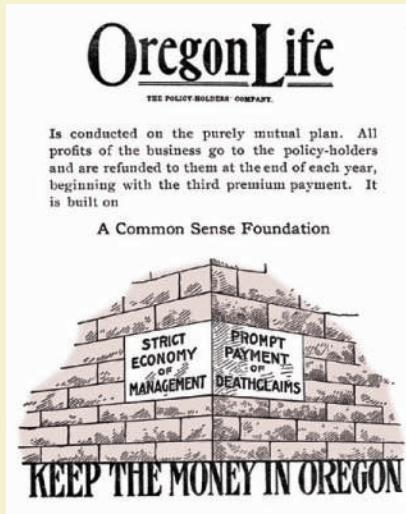 Oregon Life
THE POLICY-HOLDERS' COMPANY.
Is conducted on the purely mutual plan. All
profits of the business go to the policy-holders
and are refunded to them at the end of each year,
beginning with the third premium payment. It
is built on
A Common Sense Foundation
STRICT
ECONOMY
OF
MANAGEMENT
PROMPT
PAYMENT
OF
DEATHCLAIMS
KEEP THE MONEY IN OREGON